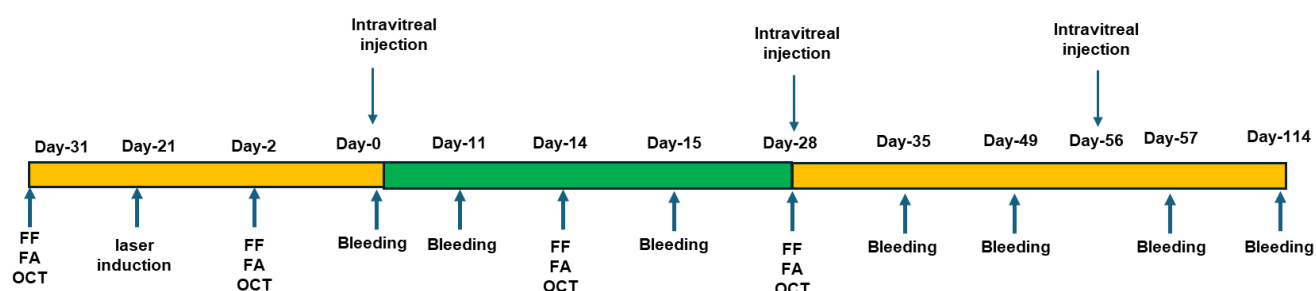 Intravitreal
injection
Intravitreal
injection
Intravitreal
injection
Day-31 Day-21 Day-2 Day-0 Day-11 Day-14 Day-15 Day-28 Day-35 Day-49 Day-56 Day-57 Day-114
FF
FA
OCT
laser
induction
FF
FA
OCT
Bleeding
Bleeding
FF
FA
OCT
Bleeding
FF
FA
OCT
Bleeding
Bleeding
Bleeding
Bleeding